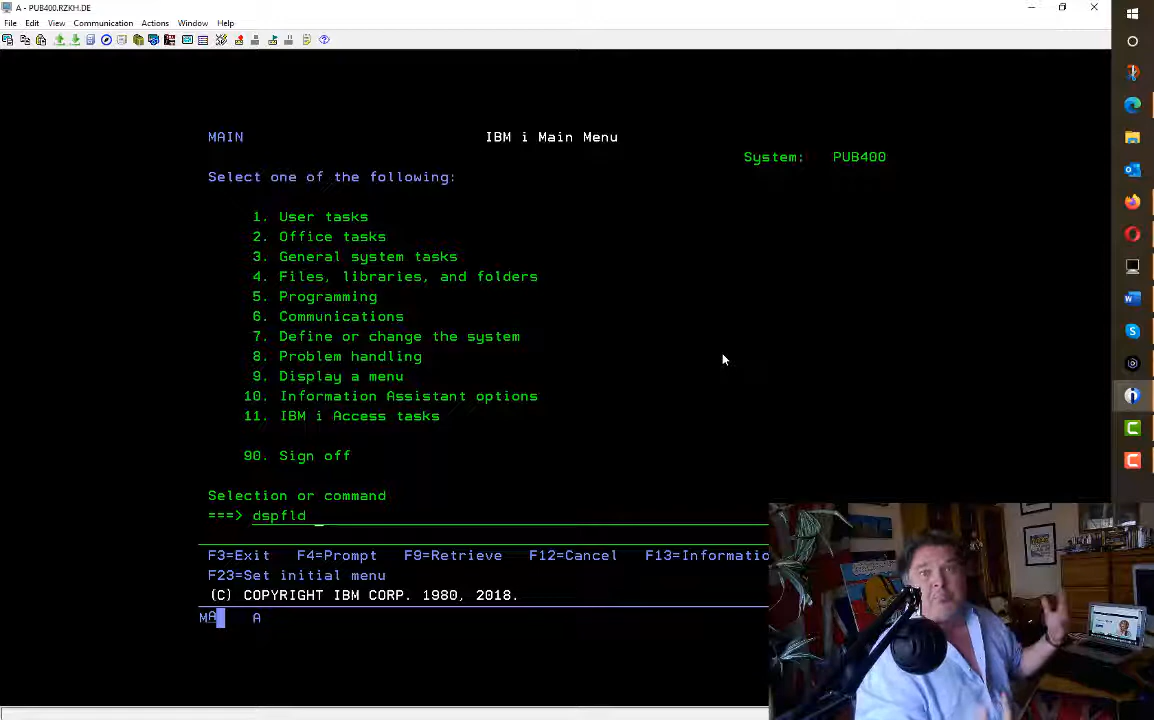 A - PUB400.RZKH.DE
File Edit View Communication Actions Window Help
MAIN IBM i Main Menu
System: PUB400
Select one of the following:
1. User tasks
2. Office tasks
3. General system tasks
4. Files, libraries, and folders
5. Programming
6. Communications
7. Define or change the system
8. Problem handling
9. Display a menu
10. Information Assistant options
11. IBM i Access tasks
90. Sign off
Selection or command
===> dspfld
F3=Exit F4=Prompt F9=Retrieve F12=Cancel F13=Informatio
F23=Set initial menu
(C) COPYRIGHT IBM CORP. 1980, 2018.
MA A